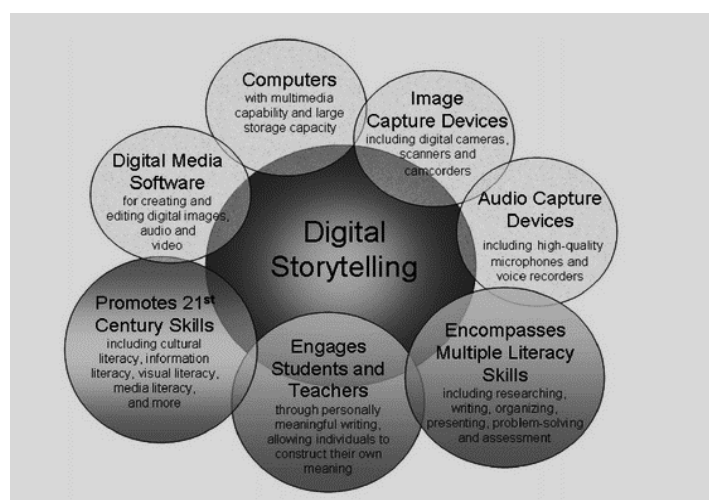 Computers
with multimedia
capability and large
storage capacity
Image
Capture Devices
including digital cameras,
scanners and
camcorders
Digital Media
Software
for creating and
editing digital images,
audio and
video
Audio Capture
Devices
including high-quality
microphones and
voice recorders
Digital
Storytelling
Promotes 21st
Century Skills
including cultural
literacy, information
literacy, visual literacy,
media literacy,
and more
Engages
Students and
Teachers
through personally
meaningful writing,
allowing individuals to
construct their own
meaning
Encompasses
Multiple Literacy
Skills
including researching,
writing, organizing,
presenting, problem-solving
and assessment